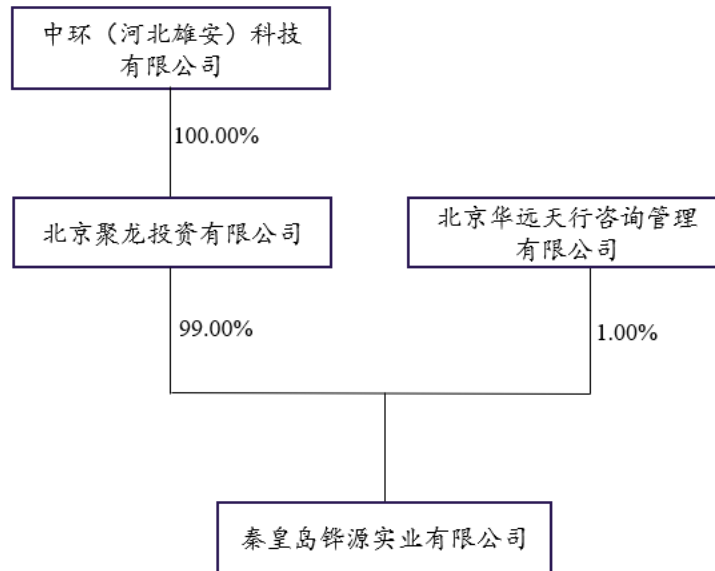 中环（河北雄安）科技
有限公司
100.00%
北京聚龙投资有限公司
北京华远天行咨询管理
有限公司
99.00%
1.00%
秦皇岛铧源实业有限公司